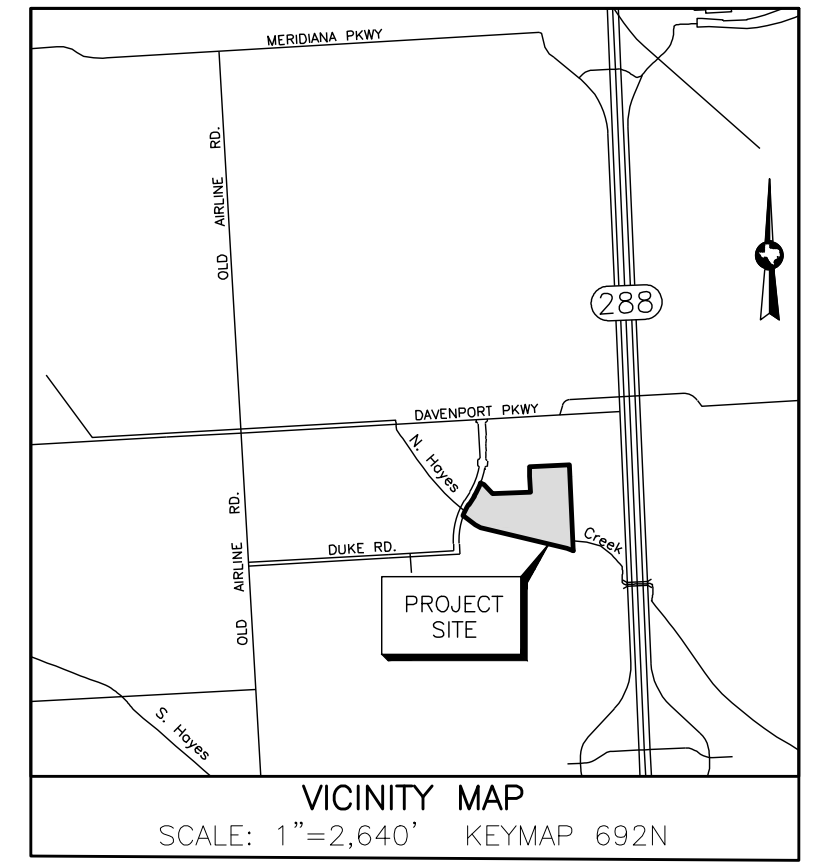 MERIDIANA PKWY
OLD AIRLINE RD.
288
DAVENPORT PKWY
N. Hayes
Creek
DUKE RD.
OLD AIRLINE RD.
PROJECT
SITE
S. Hayes
VICINITY MAP
SCALE: 1"=2,640' KEYMAP 692N